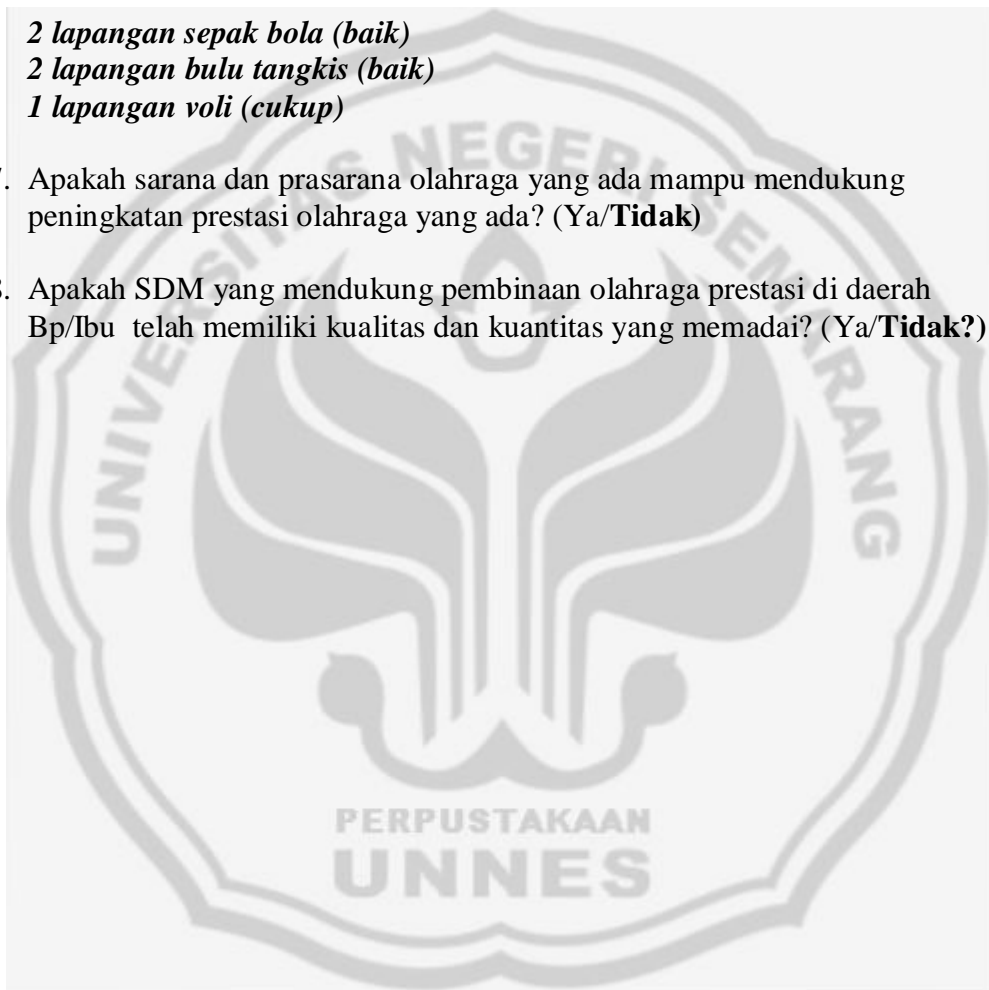 2 lapangan sepak bola (baik)
2 lapangan bulu tangkis (baik)
1 lapangan voli (cukup)
7. Apakah sarana dan prasarana olahraga yang ada mampu mendukung
peningkatan prestasi olahraga yang ada? (Ya/Tidak)
8. Apakah SDM yang mendukung pembinaan olahraga prestasi di daerah
Bp/Ibu telah memiliki kualitas dan kuantitas yang memadai? (Ya/Tidak?)
UNIVERSITAS NEGERI SEMARANG
PERPUSTAKAAN
UNNES